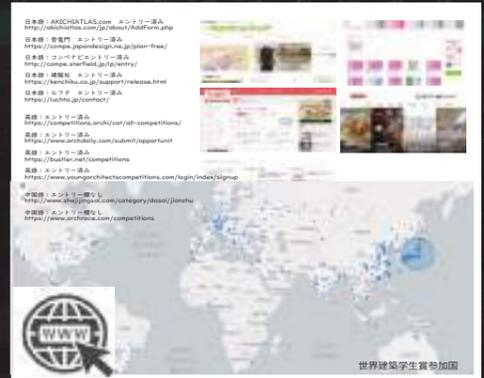 日本語：AKICHIATLAS.com エントリー済み
http://akichiatlas.com/jp/about/AddForm.php
日本語：登竜門 エントリー済み
https://compe.japandesign.ne.jp/plan-free/
日本語：コンペナビエントリー済み
http://compe.sterfield.jp/lp/entry/
日本語：建報社 エントリー済み
https://kenchiku.co.jp/support/release.html
日本語：ルフタ エントリー済み
https://luchta.jp/contact/
英語：エントリー済み
https://competitions.archi/cat/all-competitions/
英語：エントリー済み
https://www.archdaily.com/submit/opportunit
英語：エントリー済み
https://bustler.net/competitions
英語：エントリー済み
https://www.youngarchitectscompetitions.com/login/index/signup
中国語：エントリー欄なし
http://www.shejijingsai.com/category/dasai/jianzhu
中国語：エントリー欄なし
http://www.archrace.com/competitions
WWW
世界建築学生賞参加国